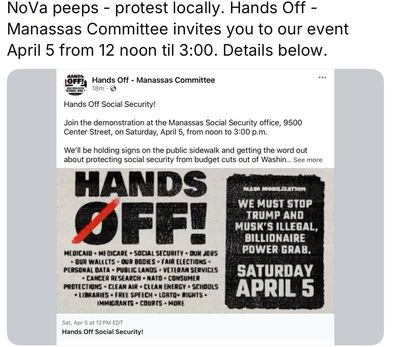 NoVa peeps - protest locally. Hands Off -
Manassas Committee invites you to our event
April 5 from 12 noon til 3:00. Details below.
HANDS
OFF!
Hands Off - Manassas Committee
18m ·
Hands Off Social Security!
Join the demonstration at the Manassas Social Security office, 9500
Center Street, on Saturday, April 5, from noon to 3:00 p.m.
We'll be holding signs on the public sidewalk and getting the word out
about protecting social security from budget cuts out of Washin... See more
HANDS
OFF!
MEDICAID • MEDICARE • SOCIAL SECURITY • OUR JOBS
• OUR WALLETS • OUR BODIES • FAIR ELECTIONS •
PERSONAL DATA • PUBLIC LANDS • VETERAN SERVICES
• CANCER RESEARCH • NATO • CONSUMER
PROTECTIONS • CLEAN AIR • CLEAN ENERGY • SCHOOLS
• LIBRARIES • FREE SPEECH • LGBTQ+ RIGHTS •
IMMIGRANTS • COURTS • MORE
MASS MOBILIZATION
WE MUST STOP
TRUMP AND
MUSK'S ILLEGAL,
BILLIONAIRE
POWER GRAB.
SATURDAY
APRIL 5
Sat, Apr 5 at 12 PM EDT
Hands Off Social Security!